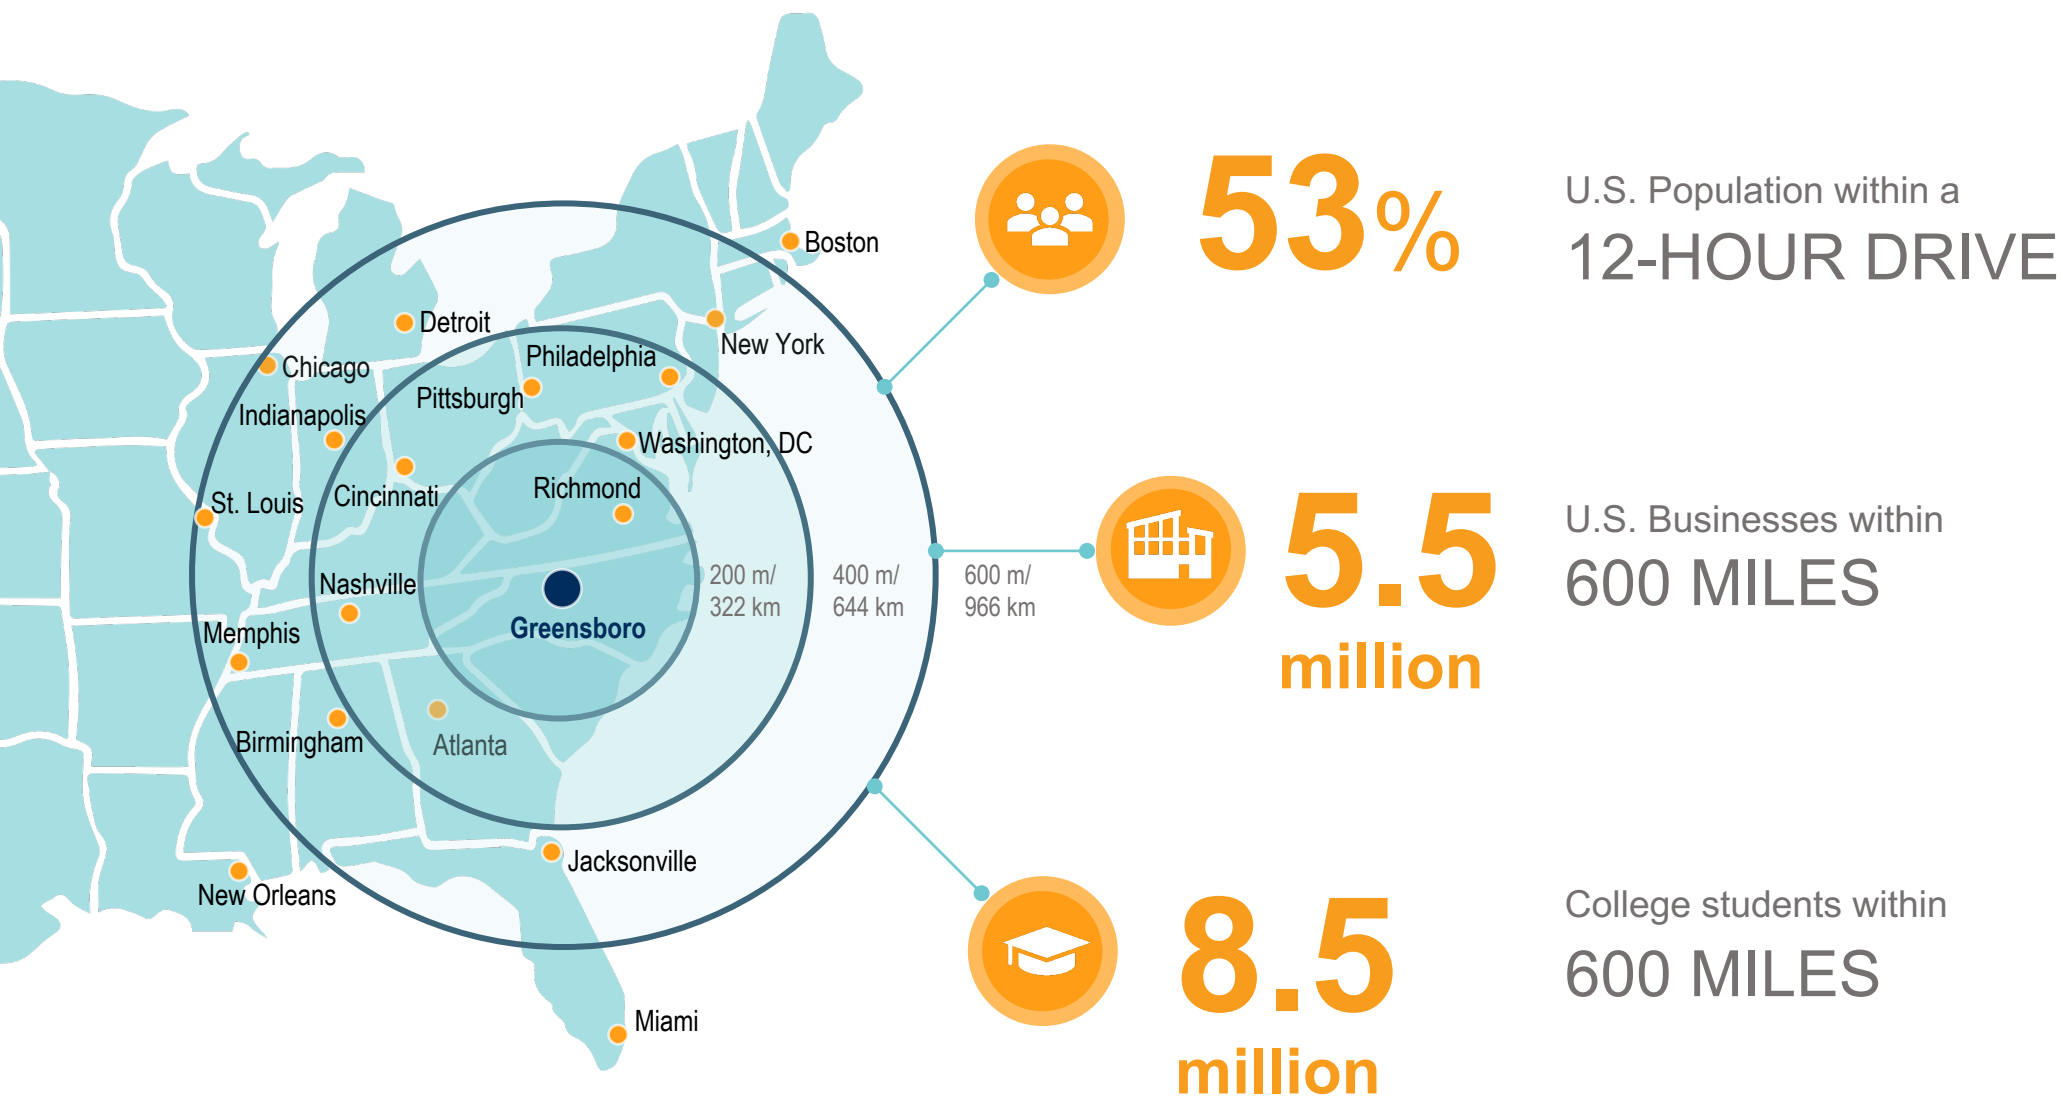 Boston
Detroit
New York
Philadelphia
Chicago
Pittsburgh
Indianapolis
Washington, DC
Richmond
Cincinnati
St. Louis
Nashville
200 m/
322 km
400 m/
644 km
600 m/
966 km
Greensboro
Memphis
Birmingham
Atlanta
Jacksonville
New Orleans
Miami
53%
U.S. Population within a
12-HOUR DRIVE
5.5
million
U.S. Businesses within
600 MILES
8.5
million
College students within
600 MILES